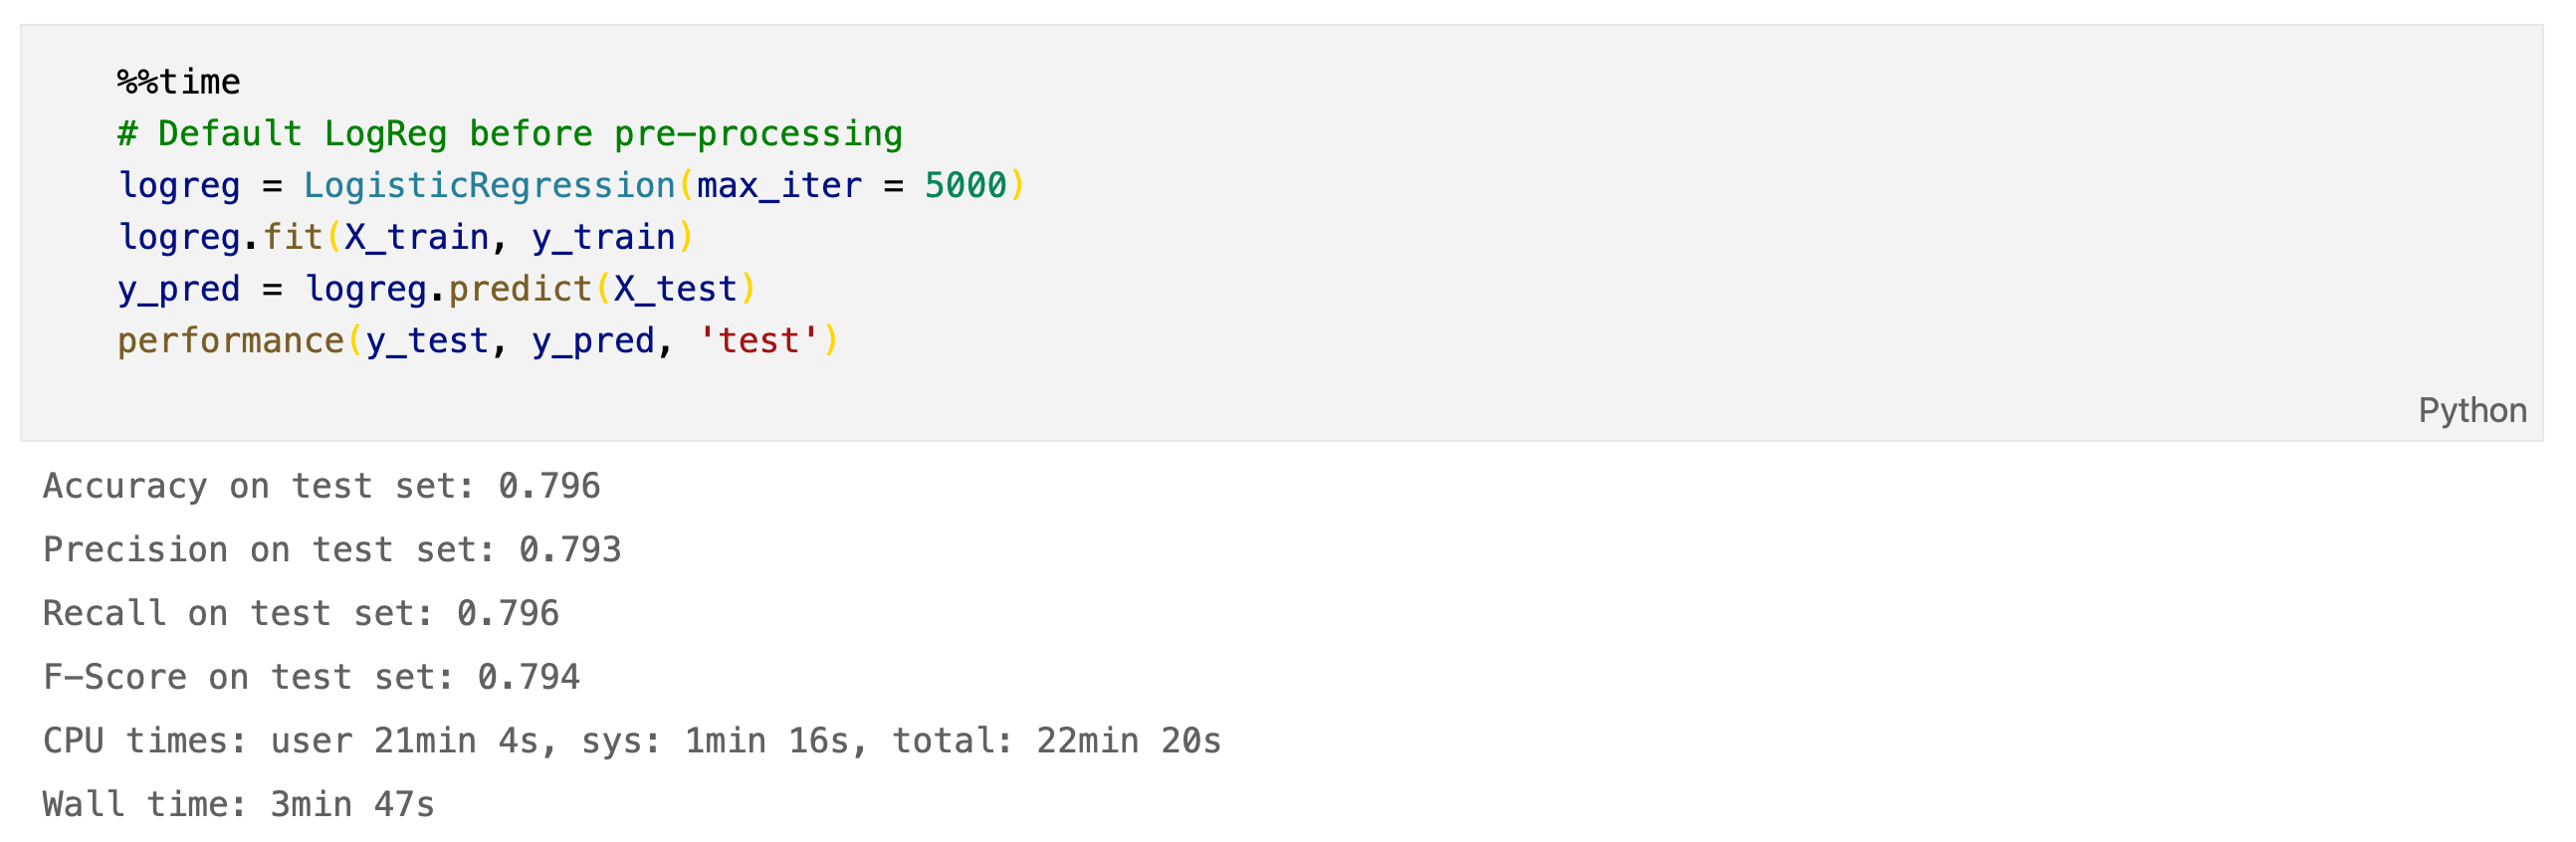 %%time
# Default LogReg before pre-processing
logreg = LogisticRegression(max_iter = 5000)
logreg.fit(X_train, y_train)
y_pred = logreg.predict(X_test)
performance(y_test, y_pred, 'test')
Python
Accuracy on test set: 0.796
Precision on test set: 0.793
Recall on test set: 0.796
F-Score on test set: 0.794
CPU times: user 21min 4s, sys: 1min 16s, total: 22min 20s
Wall time: 3min 47s